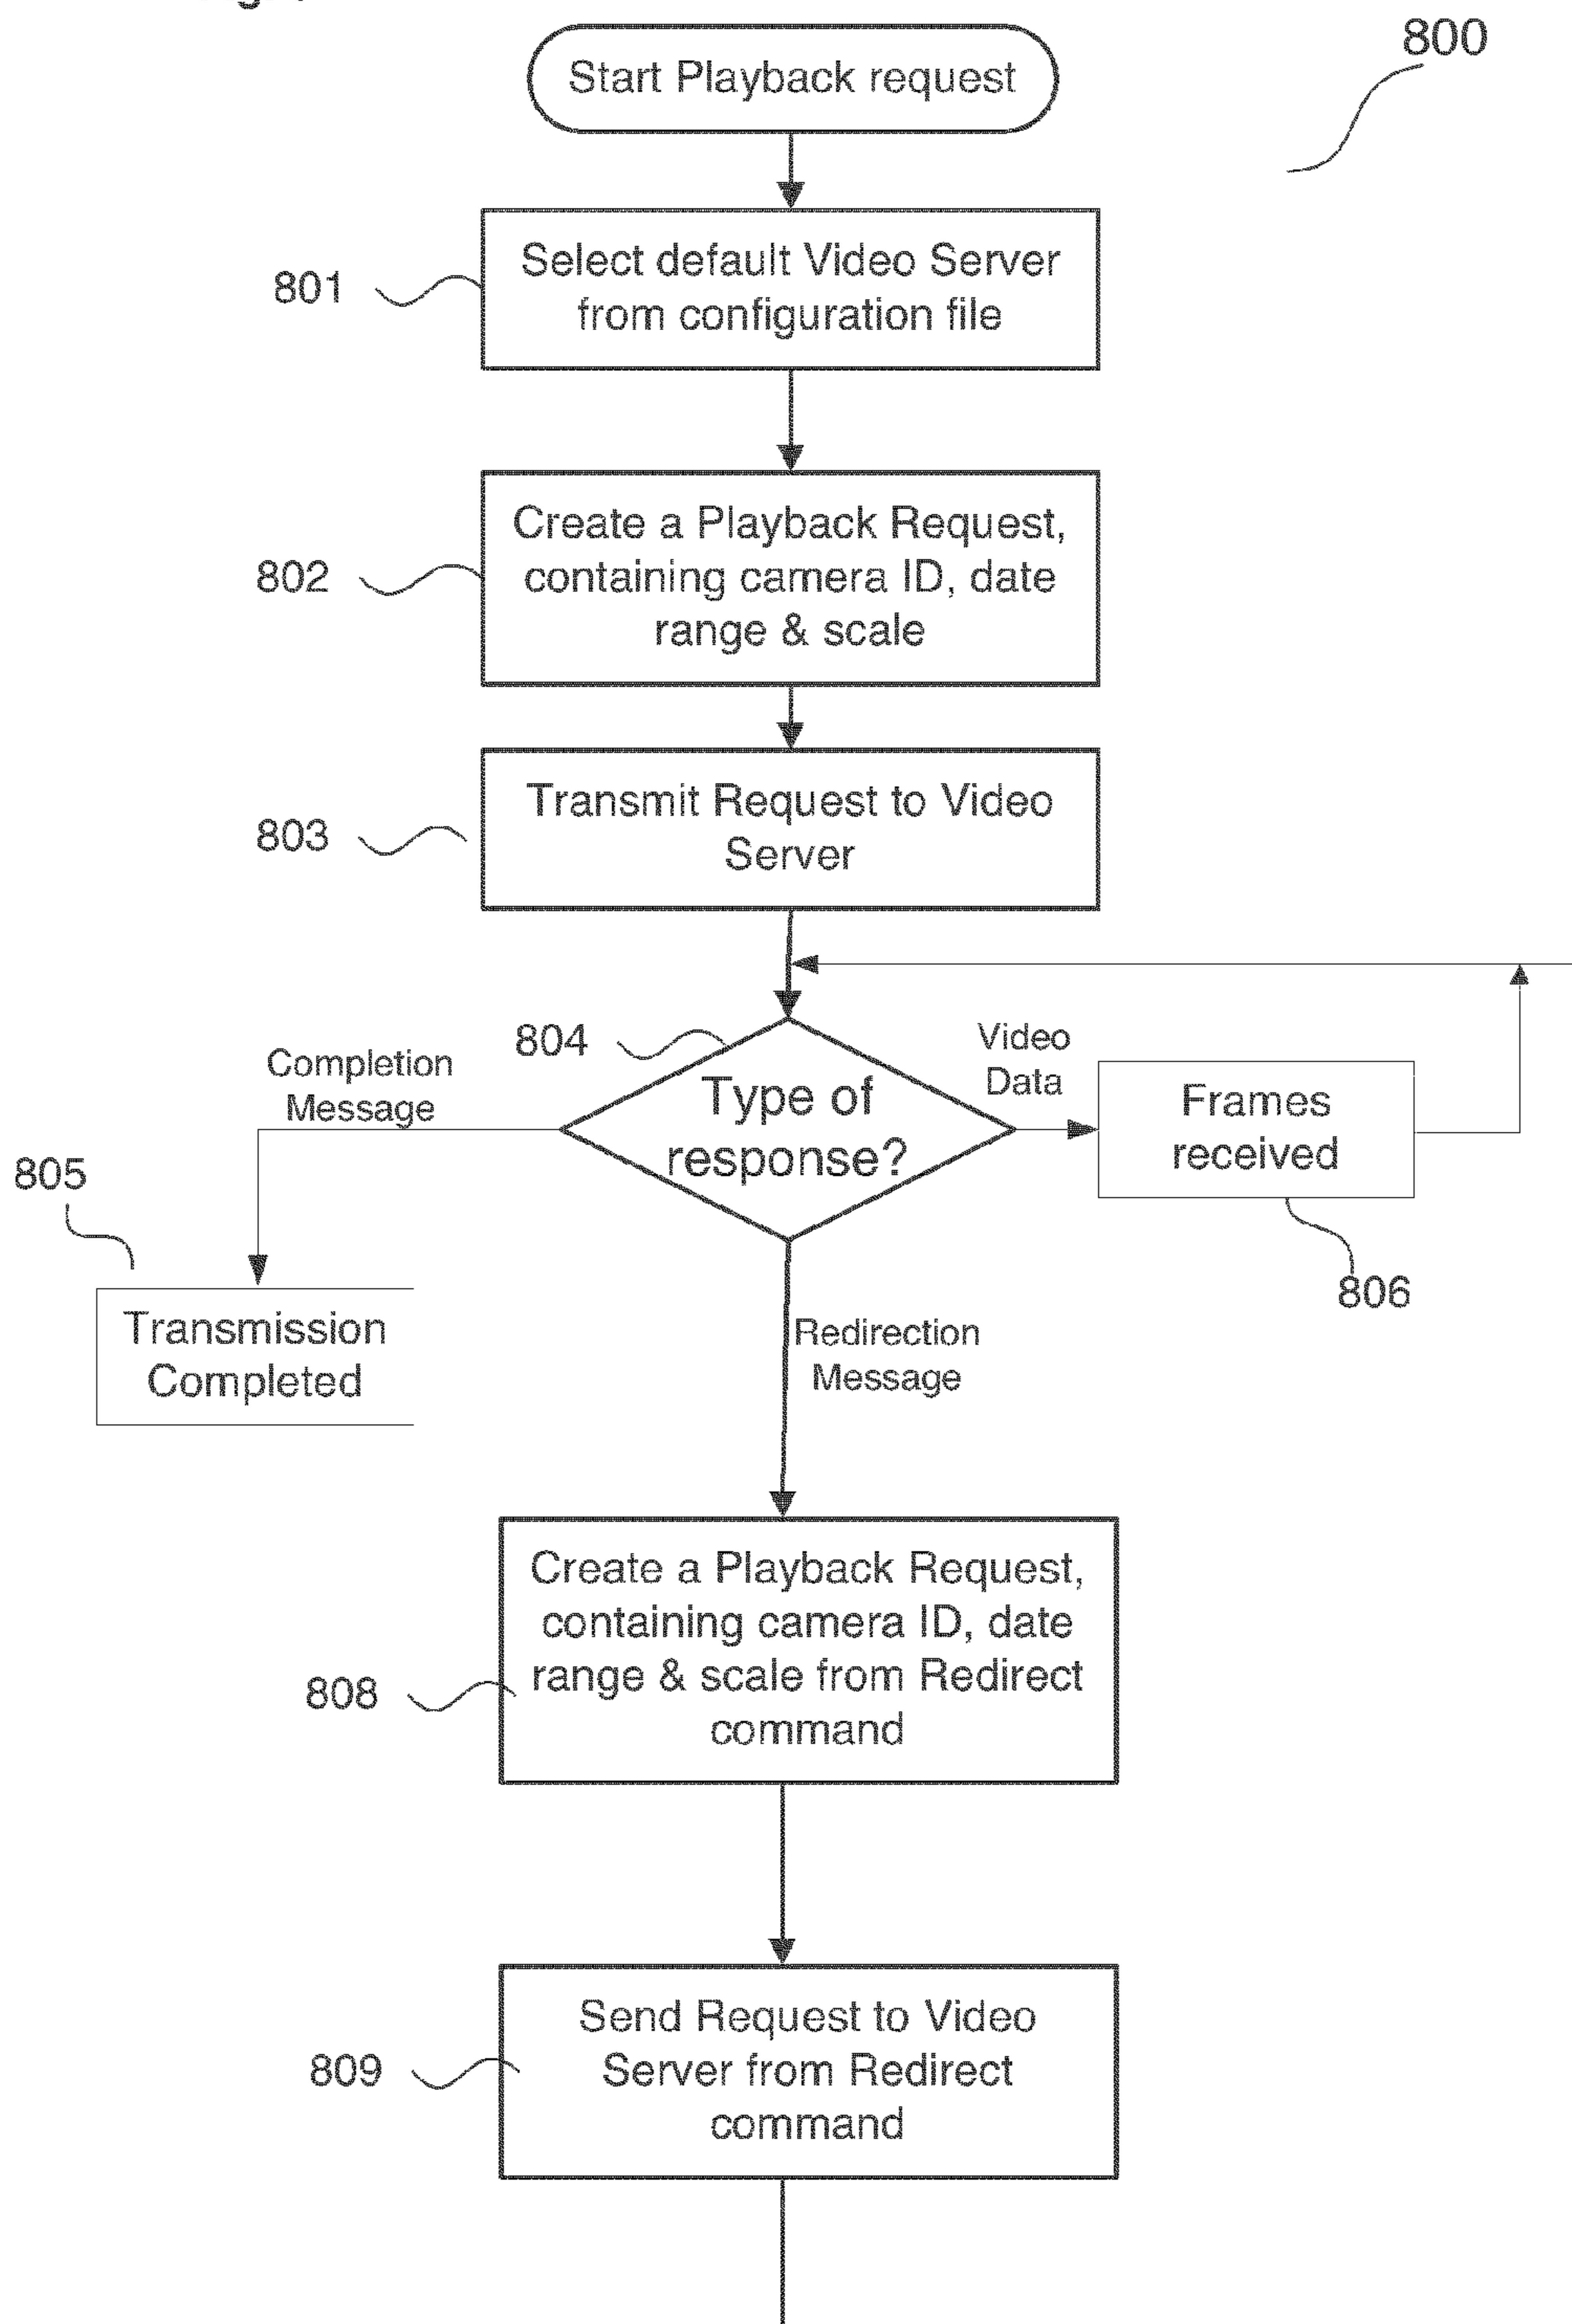 800
Start Playback request
801
Select default Video Server
from configuration file
802
Create a Playback Request,
containing camera ID, date
range & scale
803
Transmit Request to Video
Server
804
Type of
response?
Video
Data
Completion
Message
Frames
received
805
806
Transmission
Completed
Redirection
Message
808
Create a Playback Request,
containing camera ID, date
range & scale from Redirect
command
809
Send Request to Video
Server from Redirect
command